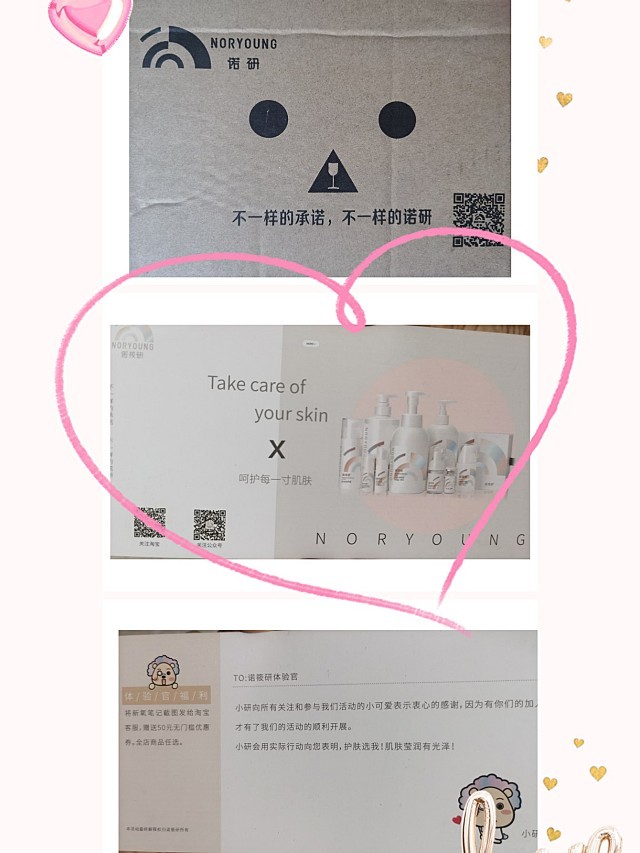 NORYOUNG
诺研
不一样的承诺，不一样的诺研
NORYOUNG
诺薇研
Take care of
your skin
X
呵护每一寸肌肤
关注淘宝
关注公众号
NORYOUNG
体/验/官/福/利
将新氧笔记截图发给淘宝
客服，赠送50元无门槛优惠
券，全店商品任选。
TO:诺薇研体验官
小研向所有关注和参与我们活动的小可爱表示衷心的感谢，因为有你们的加
才有了我们的活动的顺利开展。
小研会用实际行动向您表明，护肤选我！肌肤莹润有光泽！
小研